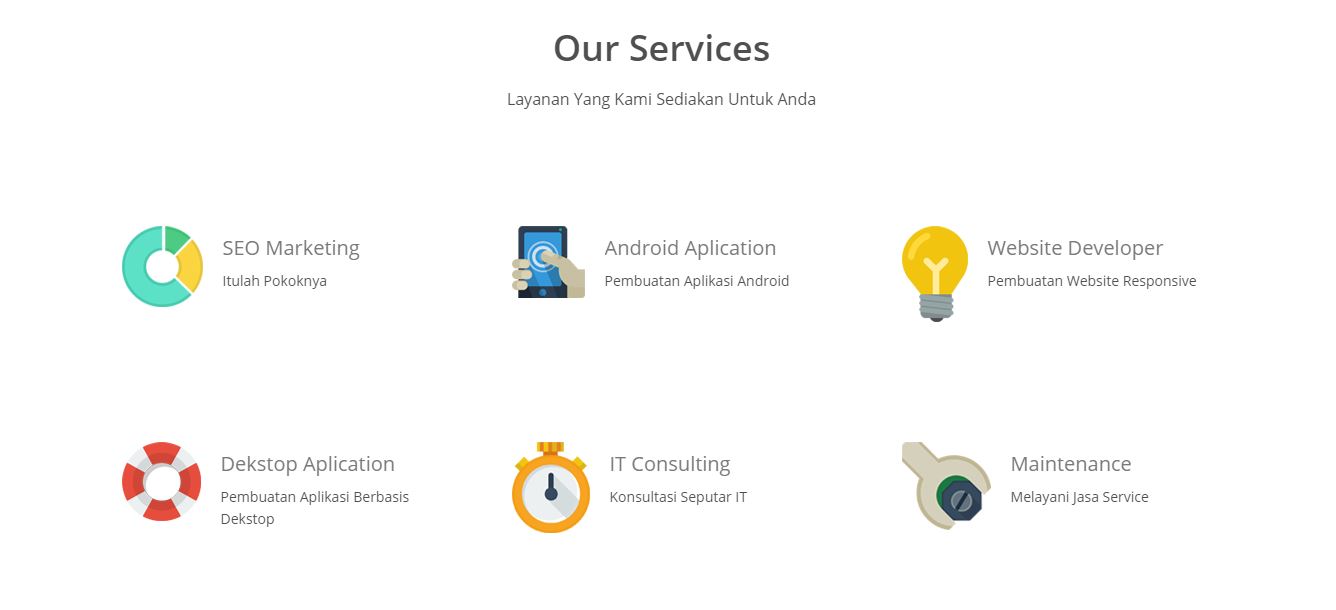 Our Services
Layanan Yang Kami Sediakan Untuk Anda
SEO Marketing
Itulah Pokoknya
Android Aplication
Pembuatan Aplikasi Android
Website Developer
Pembuatan Website Responsive
Dekstop Aplication
Pembuatan Aplikasi Berbasis
Dekstop
IT Consulting
Konsultasi Seputar IT
Maintenance
Melayani Jasa Service